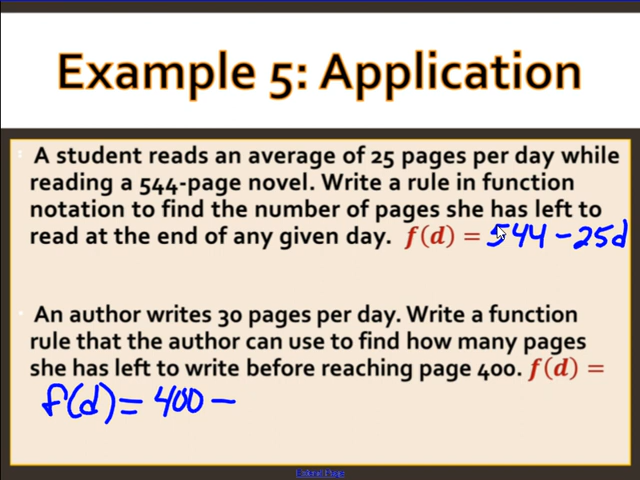 Example 5: Application
A student reads an average of 25 pages per day while
reading a 544-page novel. Write a rule in function
notation to find the number of pages she has left to
read at the end of any given day. f(d) = 544 - 25d
An author writes 30 pages per day. Write a function
rule that the author can use to find how many pages
she has left to write before reaching page 400. f(d) =
f(d) = 400 -